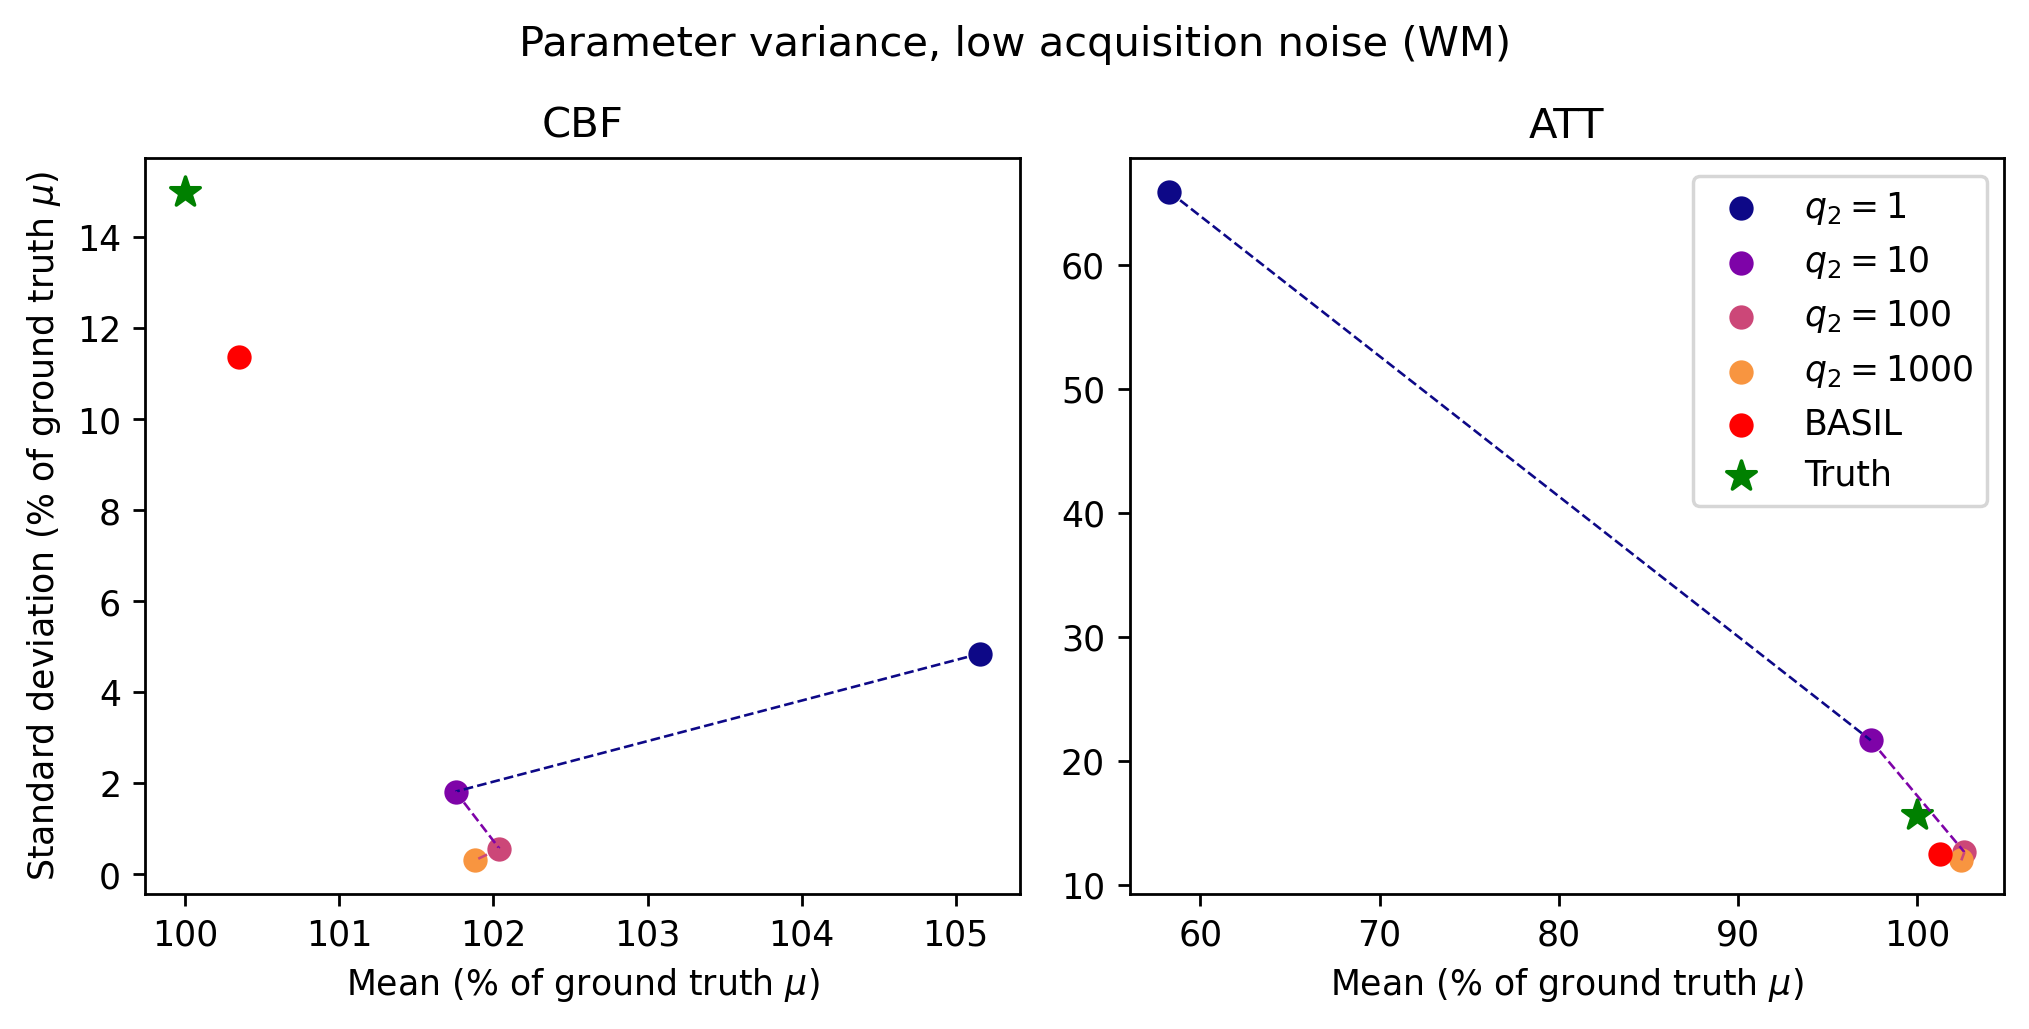 Parameter variance, low acquisition noise (WM)
CBF
Standard deviation (% of ground truth μ)
14
12
10
8
6
4
2
0
100 101 102 103 104 105
Mean (% of ground truth μ)
ATT
60
50
40
30
20
10
60 70 80 90 100
Mean (% of ground truth μ)
q₂ = 1
q₂ = 10
q₂ = 100
q₂ = 1000
BASIL
Truth